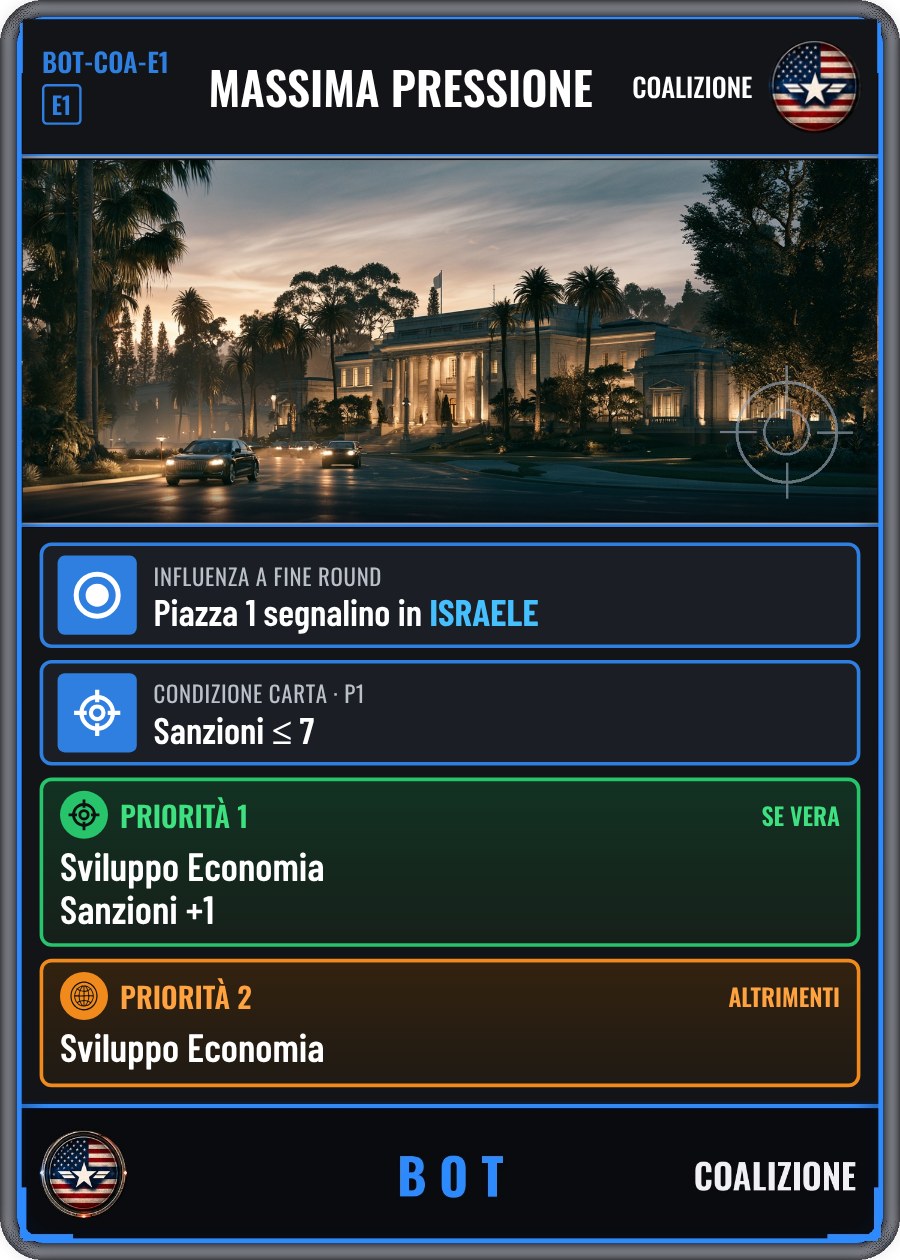 BOT-COA-E1
E1
MASSIMA PRESSIONE
COALIZIONE
INFLUENZA A FINE ROUND
Piazza 1 segnalino in ISRAELE
CONDIZIONE CARTA · P1
Sanzioni ≤ 7
PRIORITÀ 1
SE VERA
Sviluppo Economia
Sanzioni +1
PRIORITÀ 2
ALTRIMENTI
Sviluppo Economia
BOT
COALIZIONE